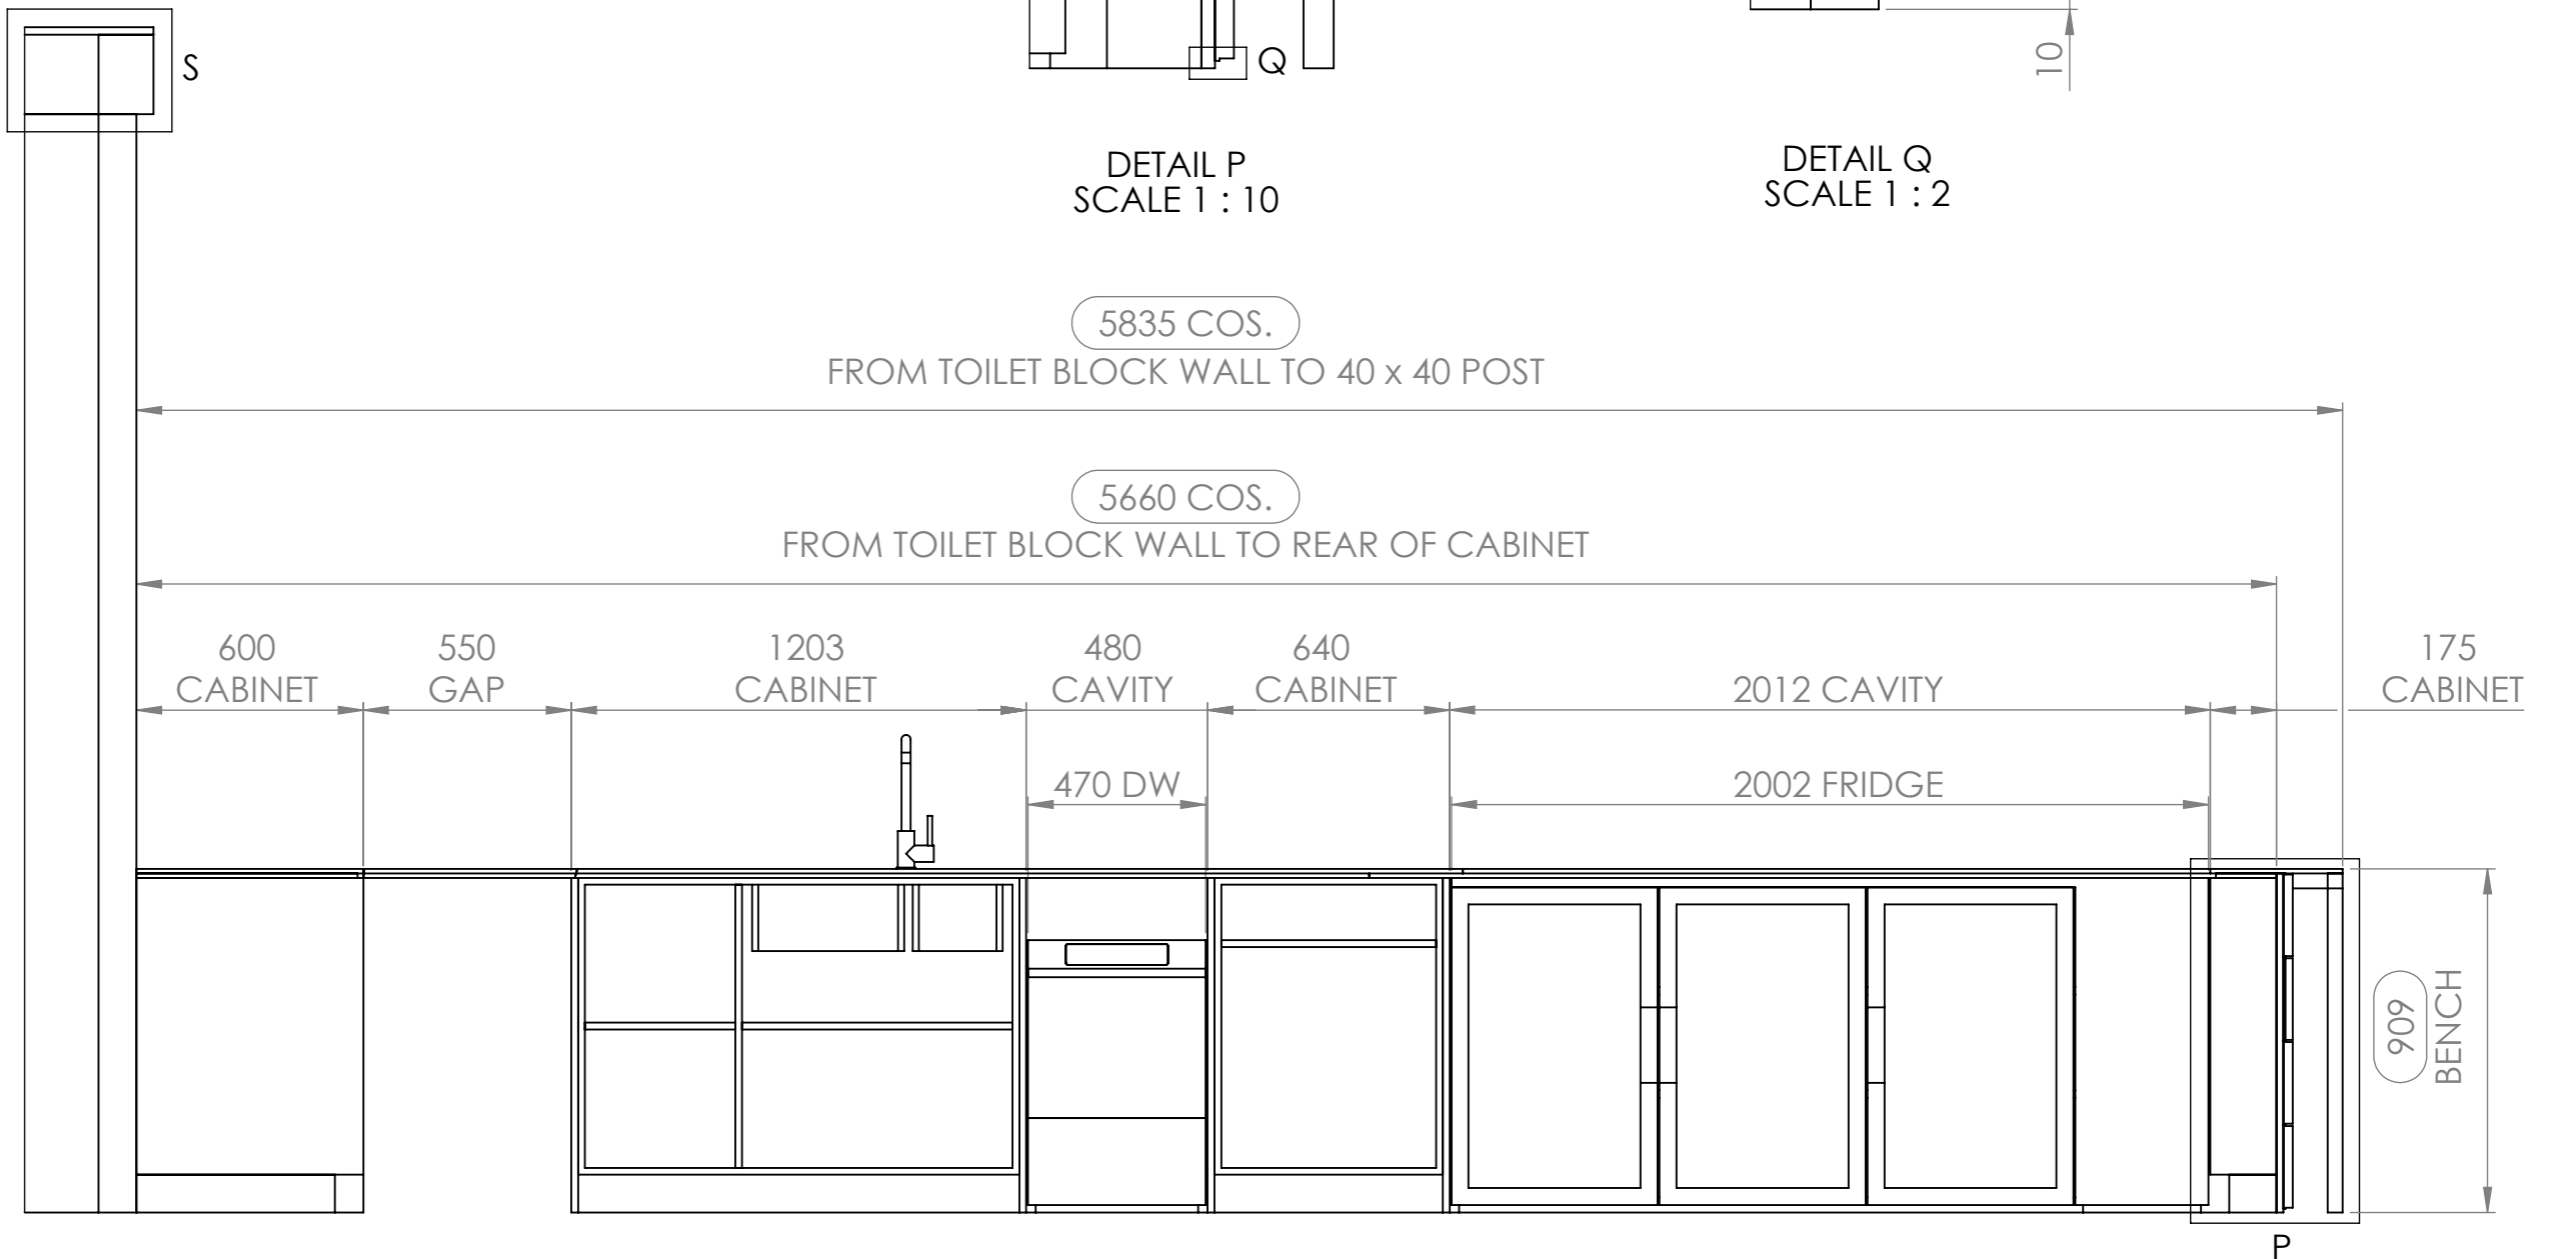 S
Q
10
DETAIL P
SCALE 1 : 10
DETAIL Q
SCALE 1 : 2
5835 COS.
FROM TOILET BLOCK WALL TO 40 x 40 POST
5660 COS.
FROM TOILET BLOCK WALL TO REAR OF CABINET
600
CABINET
550
GAP
1203
CABINET
480
CAVITY
640
CABINET
2012 CAVITY
175
CABINET
470 DW
2002 FRIDGE
909
BENCH
P